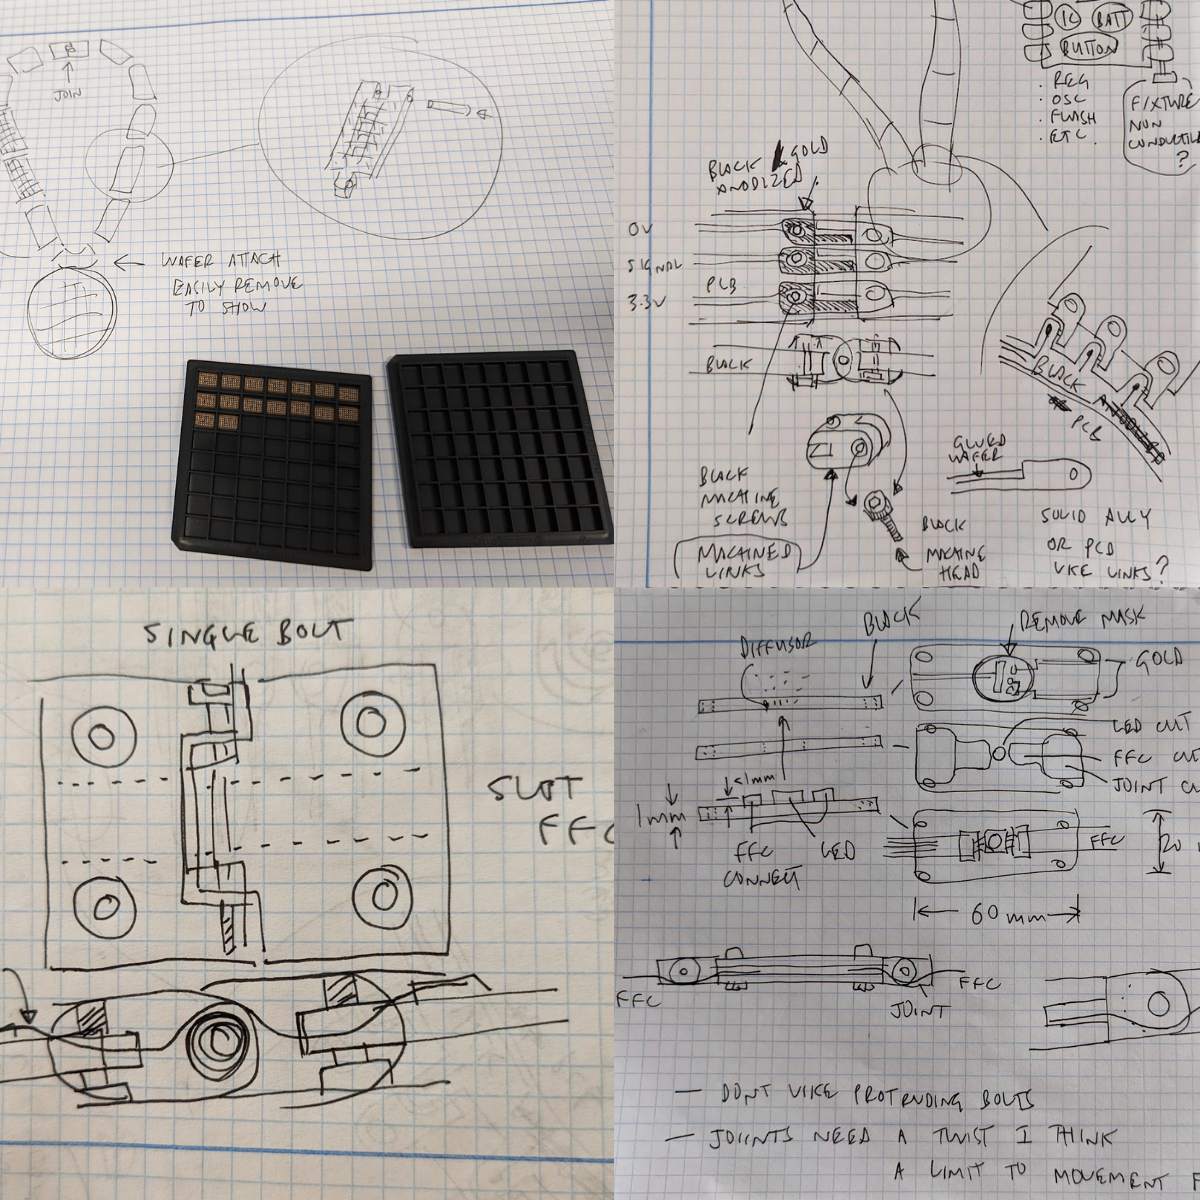 JOIN
WAFER ATTACH
EASILY REMOVE
TO SHOW
IC BATT
BUTTON
. REG
. OSC
. FLASH
. ETC.
FIXTURE
NON
CONDUCTIVE
?
BLACK & GOLD
ANODIZED
0V
SIGNAL
PCB
3.3V
BLACK
BLACK ANODIZED
PCB
BLACK
MACHINE
SCREWS
MACHINED
LINKS
GLUED
WAFER
BLACK
MACHINE
HEAD
SOLID ALLY
OR PCB
LIKE LINKS?
SINGLE BOLT
SLOT
FFC
DIFFUSOR
BLACK
REMOVE MASK
GOLD
LED CUT
FFC CU
JOINT CU
<1mm
1mm
FFC
CONNECT
LED
FFC
20
60mm
FFC
FFC
JOINT
— DONT LIKE PROTRUDING BOLTS
— JOIINTS NEED A TWIST I THINK
A LIMIT TO MOVEMENT